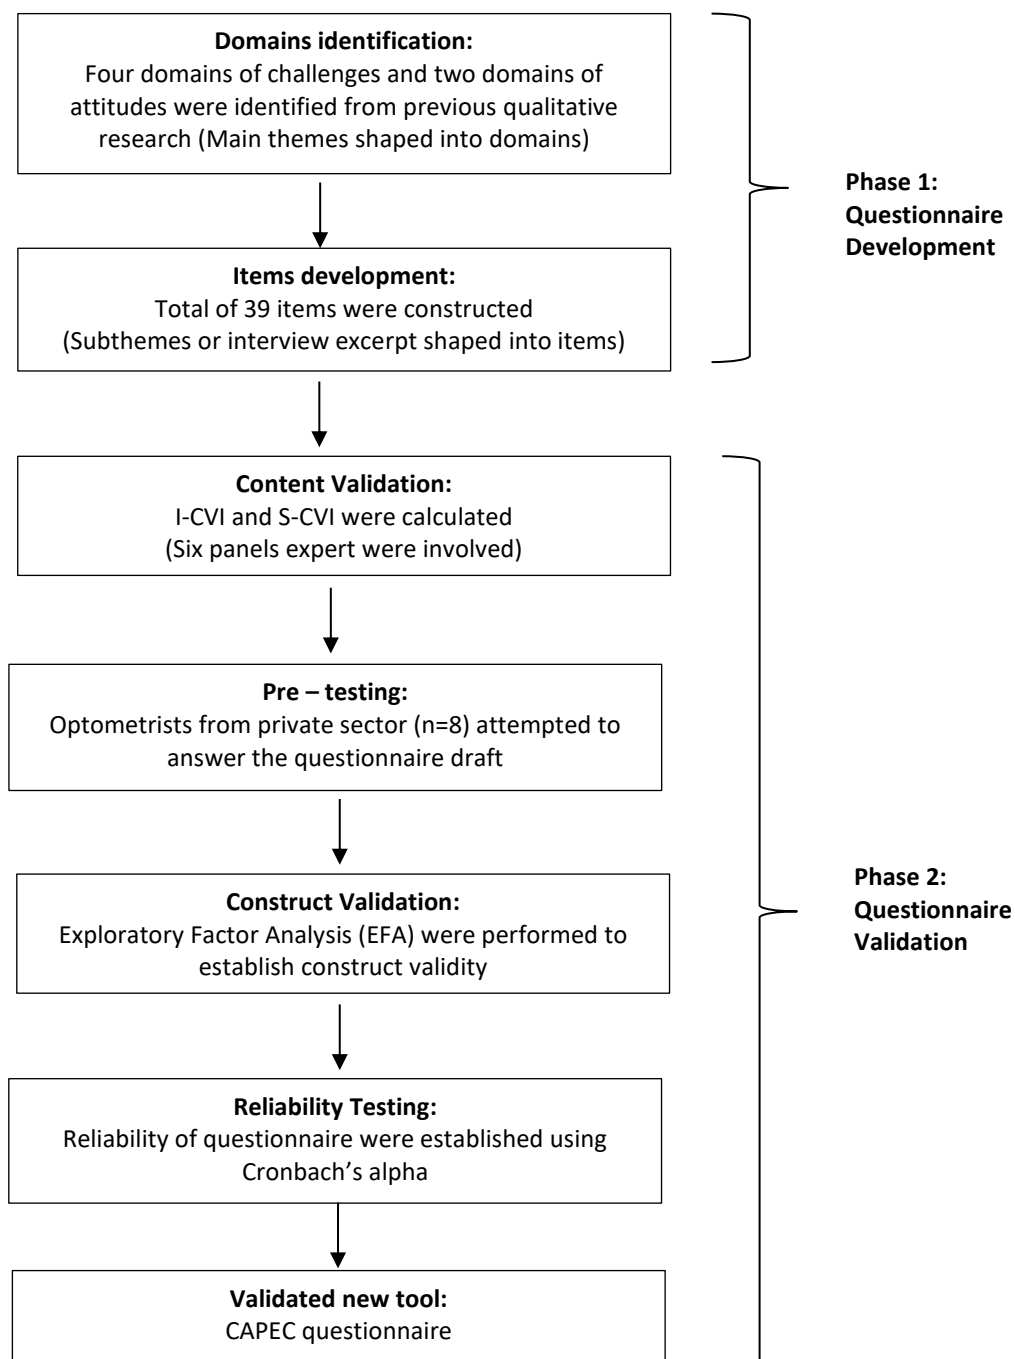 Domains identification:
Four domains of challenges and two domains of
attitudes were identified from previous qualitative
research (Main themes shaped into domains)
Phase 1:
Questionnaire
Development
Items development:
Total of 39 items were constructed
(Subthemes or interview excerpt shaped into items)
Content Validation:
I-CVI and S-CVI were calculated
(Six panels expert were involved)
Pre – testing:
Optometrists from private sector (n=8) attempted to
answer the questionnaire draft
Construct Validation:
Exploratory Factor Analysis (EFA) were performed to
establish construct validity
Phase 2:
Questionnaire
Validation
Reliability Testing:
Reliability of questionnaire were established using
Cronbach’s alpha
Validated new tool:
CAPEC questionnaire